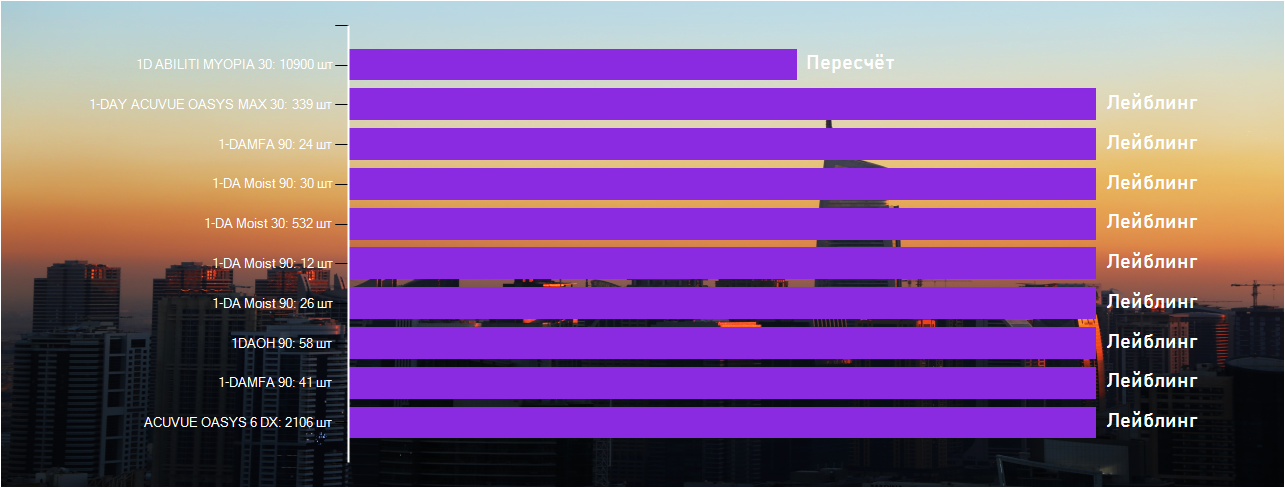 1D ABILITI MYOPIA 30: 10900 шт Пересчёт
1-DAY ACUVUE OASYS MAX 30: 339 шт Лейблинг
1-DAMFA 90: 24 шт Лейблинг
1-DA Moist 90: 30 шт Лейблинг
1-DA Moist 30: 532 шт Лейблинг
1-DA Moist 90: 12 шт Лейблинг
1-DA Moist 90: 26 шт Лейблинг
1DAOH 90: 58 шт Лейблинг
1-DAMFA 90: 41 шт Лейблинг
ACUVUE OASYS 6 DX: 2106 шт Лейблинг